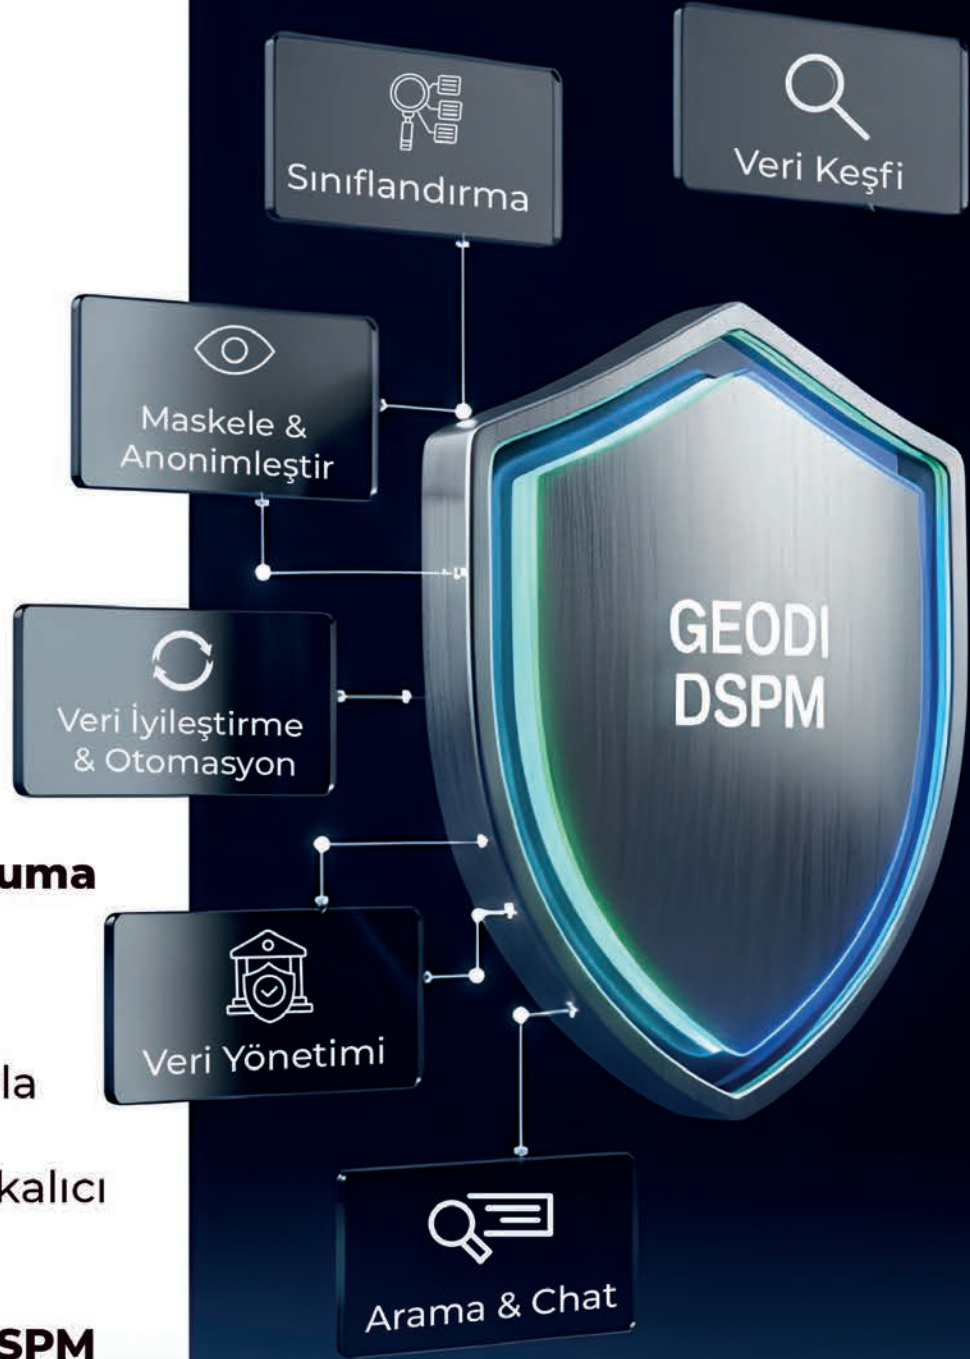 Sınıflandırma
Veri Keşfi
Maskele &
Anonimleştir
GEODI
DSPM
Veri İyileştirme
& Otomasyon
uma
Veri Yönetimi
la
kalıcı
Arama & Chat
SPM